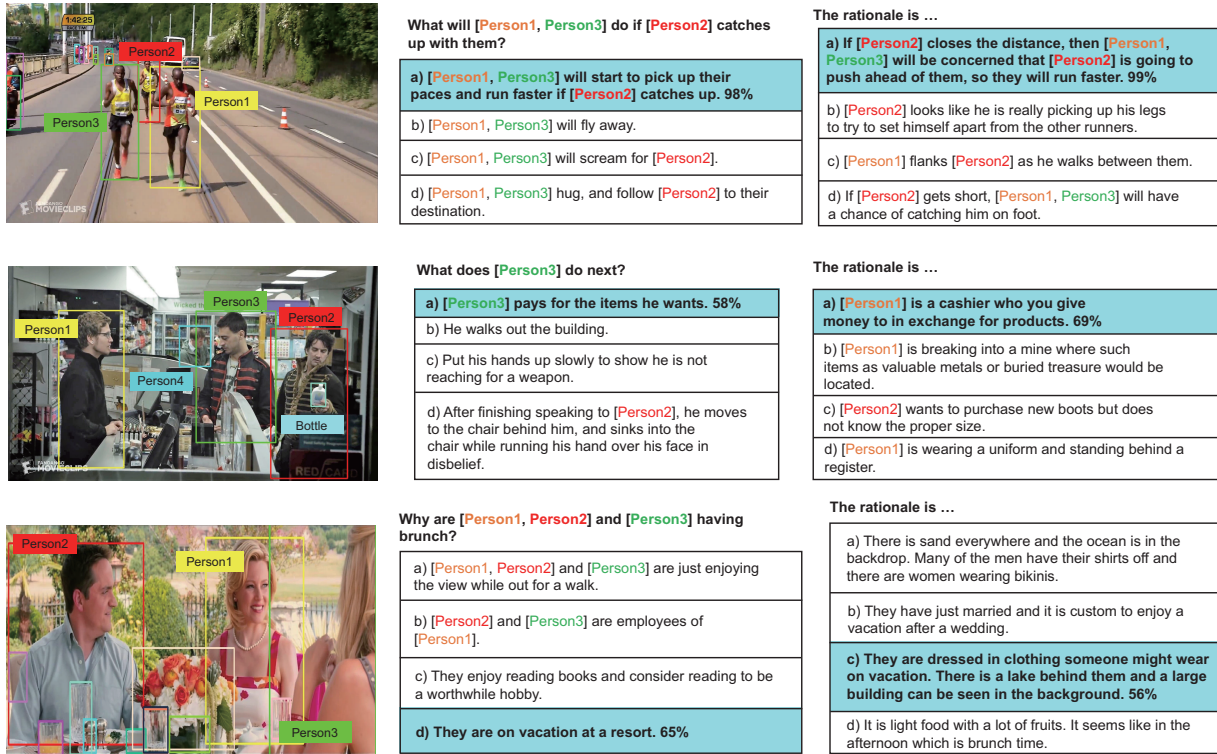 1:42:25
Person2
Person1
Person3
FANDANGO
MOVIECLIPS
What will [Person1, Person3] do if [Person2] catches
up with them?
a) [Person1, Person3] will start to pick up their
paces and run faster if [Person2] catches up. 98%
b) [Person1, Person3] will fly away.
c) [Person1, Person3] will scream for [Person2].
d) [Person1, Person3] hug, and follow [Person2] to their
destination.
The rationale is …
a) If [Person2] closes the distance, then [Person1,
Person3] will be concerned that [Person2] is going to
push ahead of them, so they will run faster. 99%
b) [Person2] looks like he is really picking up his legs
to try to set himself apart from the other runners.
c) [Person1] flanks [Person2] as he walks between them.
d) If [Person2] gets short, [Person1, Person3] will have
a chance of catching him on foot.
Person3
Person1
Person2
Person4
Bottle
RED CARD
FANDANGO
MOVIECLIPS
What does [Person3] do next?
a) [Person3] pays for the items he wants. 58%
b) He walks out the building.
c) Put his hands up slowly to show he is not
reaching for a weapon.
d) After finishing speaking to [Person2], he moves
to the chair behind him, and sinks into the
chair while running his hand over his face in
disbelief.
The rationale is …
a) [Person1] is a cashier who you give
money to in exchange for products. 69%
b) [Person1] is breaking into a mine where such
items as valuable metals or buried treasure would be
located.
c) [Person2] wants to purchase new boots but does
not know the proper size.
d) [Person1] is wearing a uniform and standing behind a
register.
Person2
Person1
Person3
Why are [Person1, Person2] and [Person3] having
brunch?
a) [Person1, Person2] and [Person3] are just enjoying
the view while out for a walk.
b) [Person2] and [Person3] are employees of
[Person1].
c) They enjoy reading books and consider reading to be
a worthwhile hobby.
d) They are on vacation at a resort. 65%
The rationale is …
a) There is sand everywhere and the ocean is in the
backdrop. Many of the men have their shirts off and
there are women wearing bikinis.
b) They have just married and it is custom to enjoy a
vacation after a wedding.
c) They are dressed in clothing someone might wear
on vacation. There is a lake behind them and a large
building can be seen in the background. 56%
d) It is light food with a lot of fruits. It seems like in the
afternoon which is brunch time.